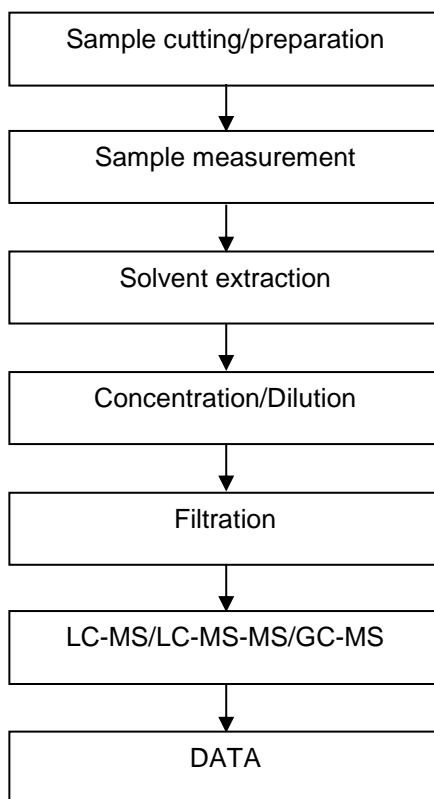 Sample cutting/preparation
Sample measurement
Solvent extraction
Concentration/Dilution
Filtration
LC-MS/LC-MS-MS/GC-MS
DATA